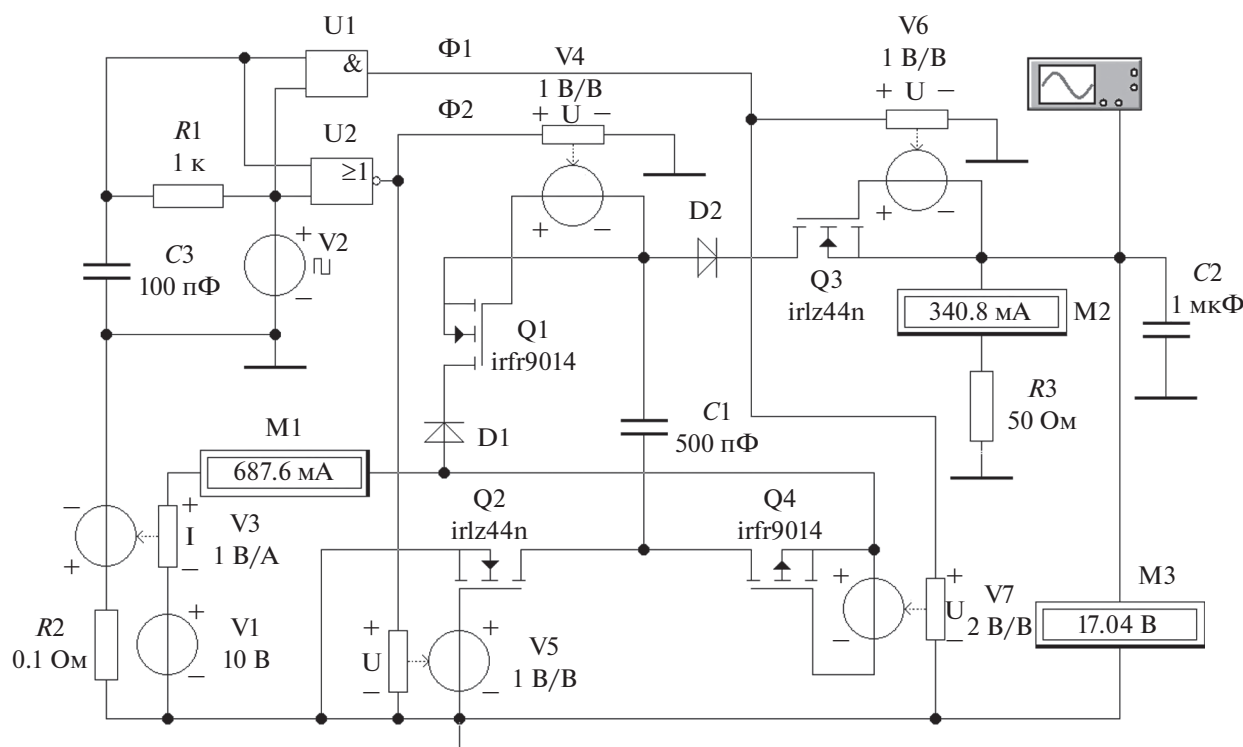 U1
&
Ф1
V4
1 В/В
+ U −
V6
1 В/В
+ U −
Ф2
R1
1 к
U2
≥1
+
V2
−
C3
100 пФ
+ −
D2
+ −
Q3
irlz44n
340.8 мА
M2
C2
1 мкФ
Q1
irfr9014
R3
50 Ом
C1
500 пФ
D1
M1
687.6 мА
Q2
irlz44n
Q4
irfr9014
−
+
+
I
−
V3
1 В/А
+
−
V1
10 В
R2
0.1 Ом
+
U
−
+
−
V5
1 В/В
+
−
+
U
−
V7
2 В/В
M3
17.04 В